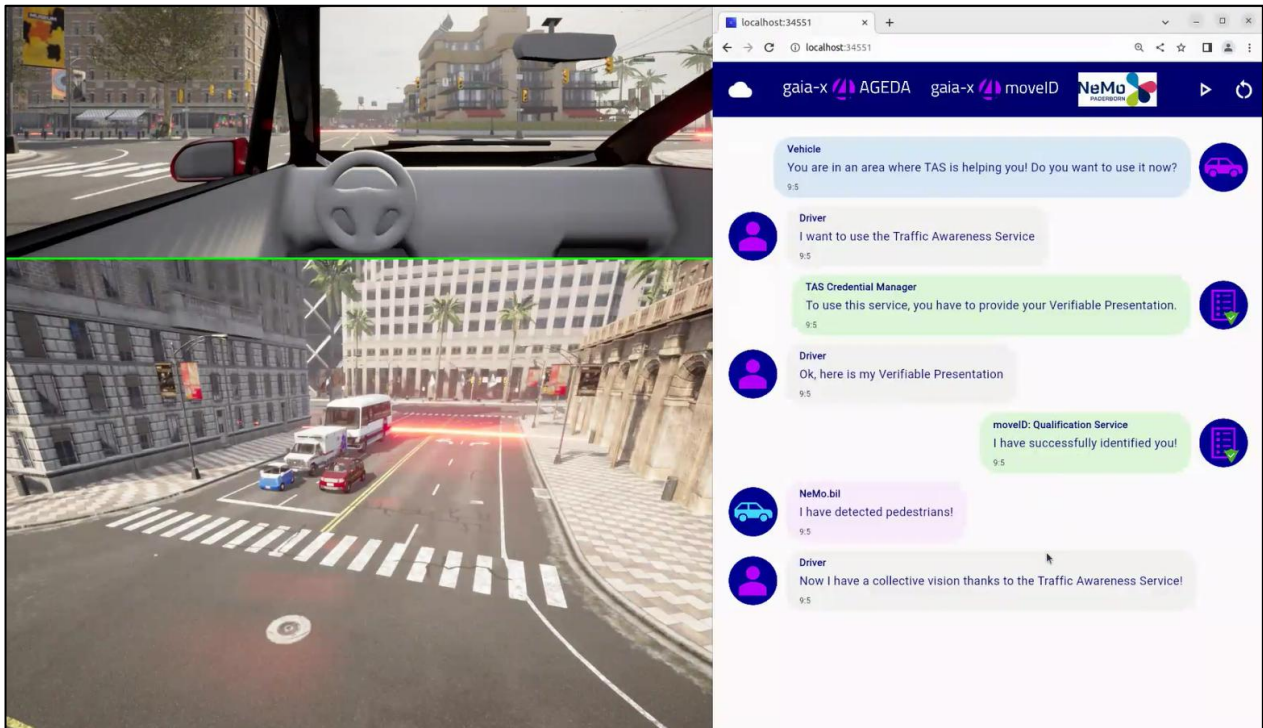 localhost:34551
localhost:34551
gaia-x 4 AGEDA gaia-x 4 moveID NeMo PADERBORN
Vehicle
You are in an area where TAS is helping you! Do you want to use it now?
9:5
Driver
I want to use the Traffic Awareness Service
9:5
TAS Credential Manager
To use this service, you have to provide your Verifiable Presentation.
9:5
Driver
Ok, here is my Verifiable Presentation
9:5
moveID: Qualification Service
I have successfully identified you!
9:5
NeMo.bil
I have detected pedestrians!
9:5
Driver
Now I have a collective vision thanks to the Traffic Awareness Service!
9:5